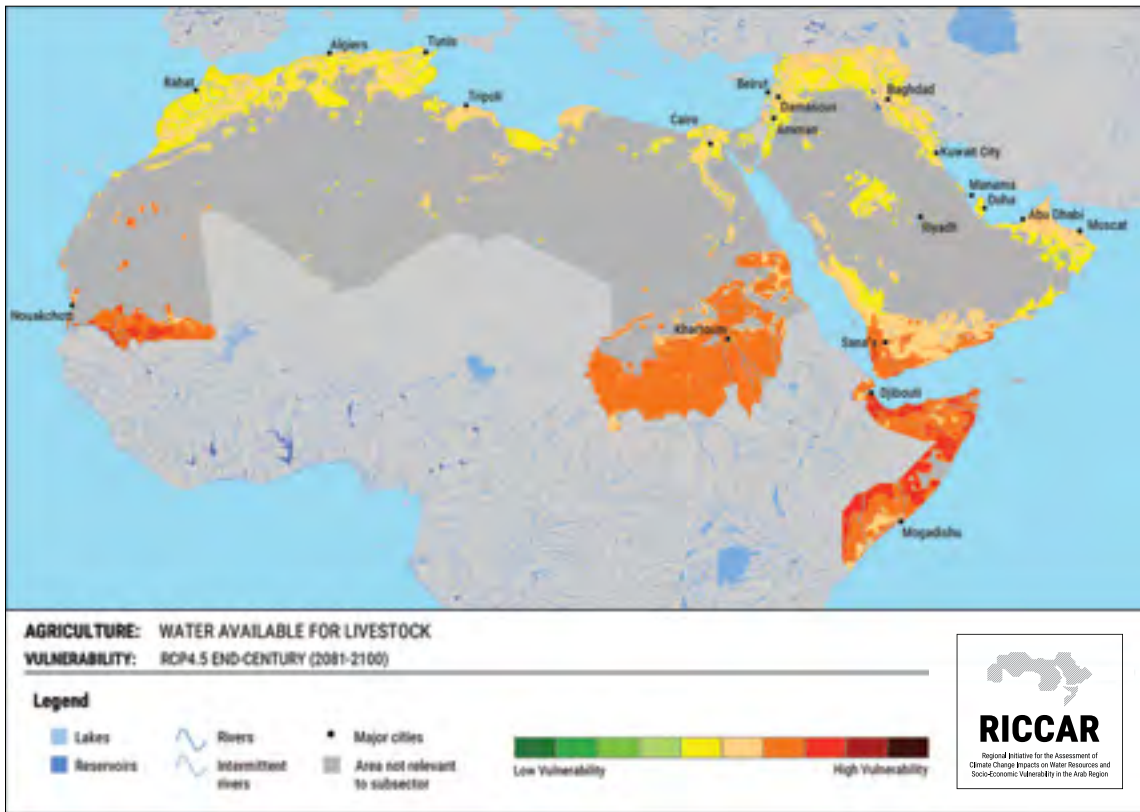 Algiers
Tunis
Rabat
Tripoli
Beirut
Baghdad
Damascus
Cairo
Amman
Kuwait City
Manama
Doha
Abu Dhabi
Riyadh
Muscat
Nouakchott
Khartoum
Sana'a
Djibouti
Mogadishu
AGRICULTURE: WATER AVAILABLE FOR LIVESTOCK
VULNERABILITY: RCP4.5 END-CENTURY (2081-2100)
Legend
Lakes
Rivers
Major cities
Reservoirs
Intermittent
rivers
Area not relevant
to subsector
Low Vulnerability
High Vulnerability
RICCAR
Regional Initiative for the Assessment of
Climate Change Impacts on Water Resources and
Socio-Economic Vulnerability in the Arab Region